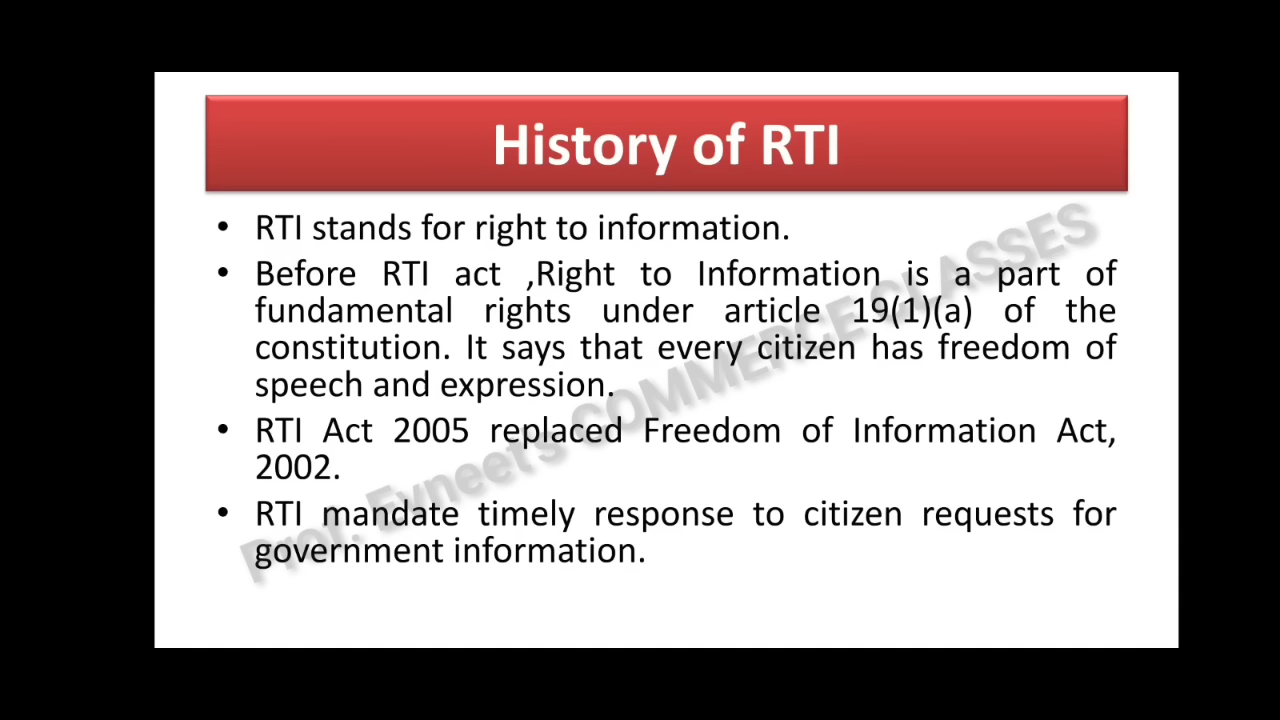 History of RTI
• RTI stands for right to information.
• Before RTI act ,Right to Information is a part of
fundamental rights under article 19(1)(a) of the
constitution. It says that every citizen has freedom of
speech and expression.
• RTI Act 2005 replaced Freedom of Information Act,
2002.
• RTI mandate timely response to citizen requests for
government information.
Prof. Evneet's COMMERCE CLASSES